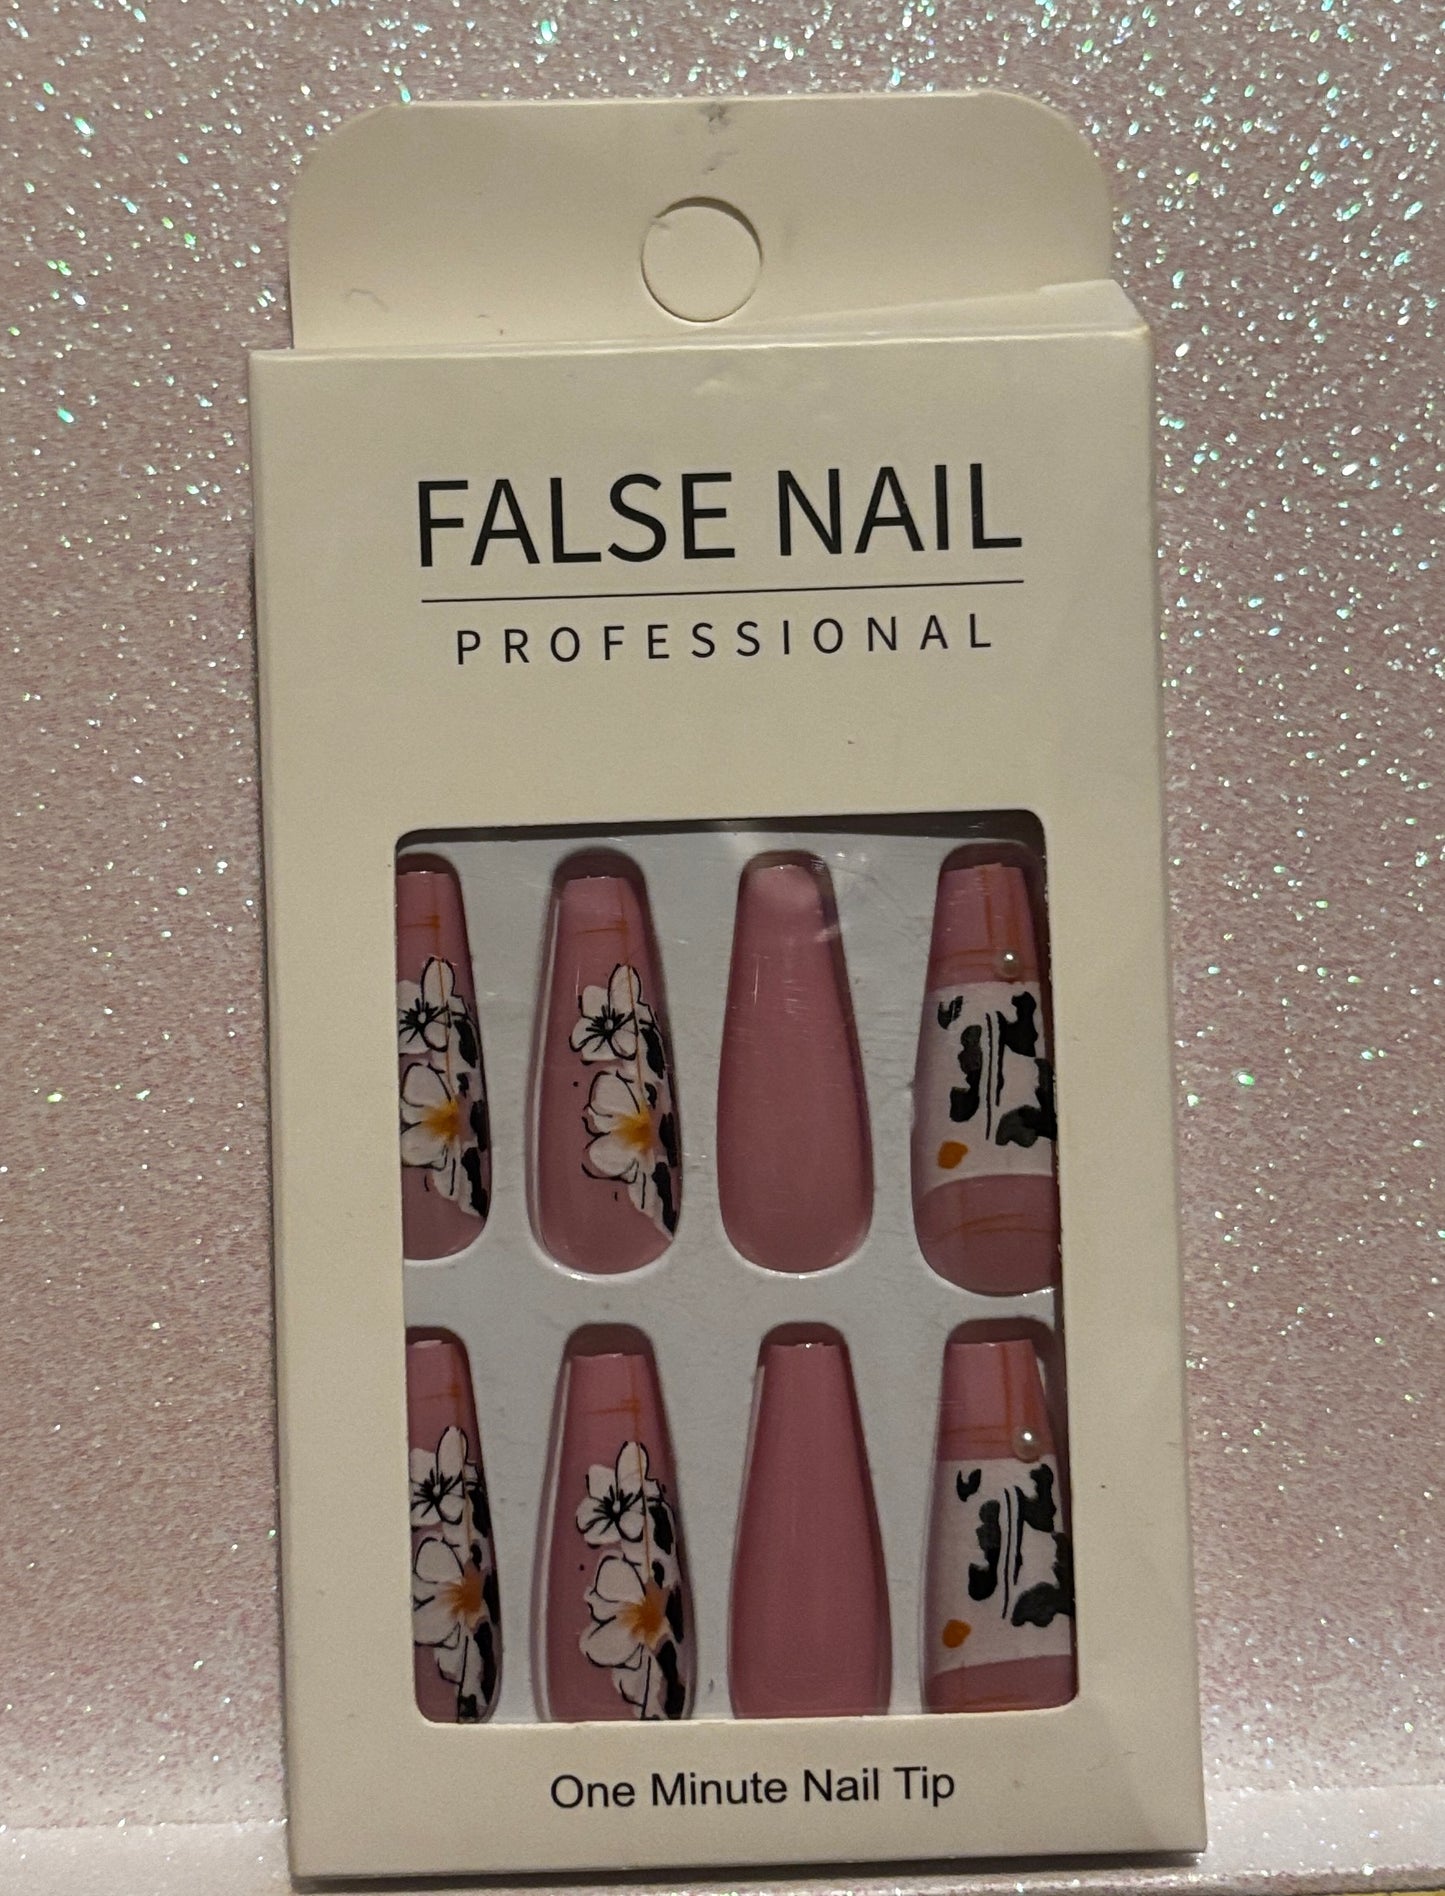 FALSE NAIL
PROFESSIONAL
One Minute Nail Tip